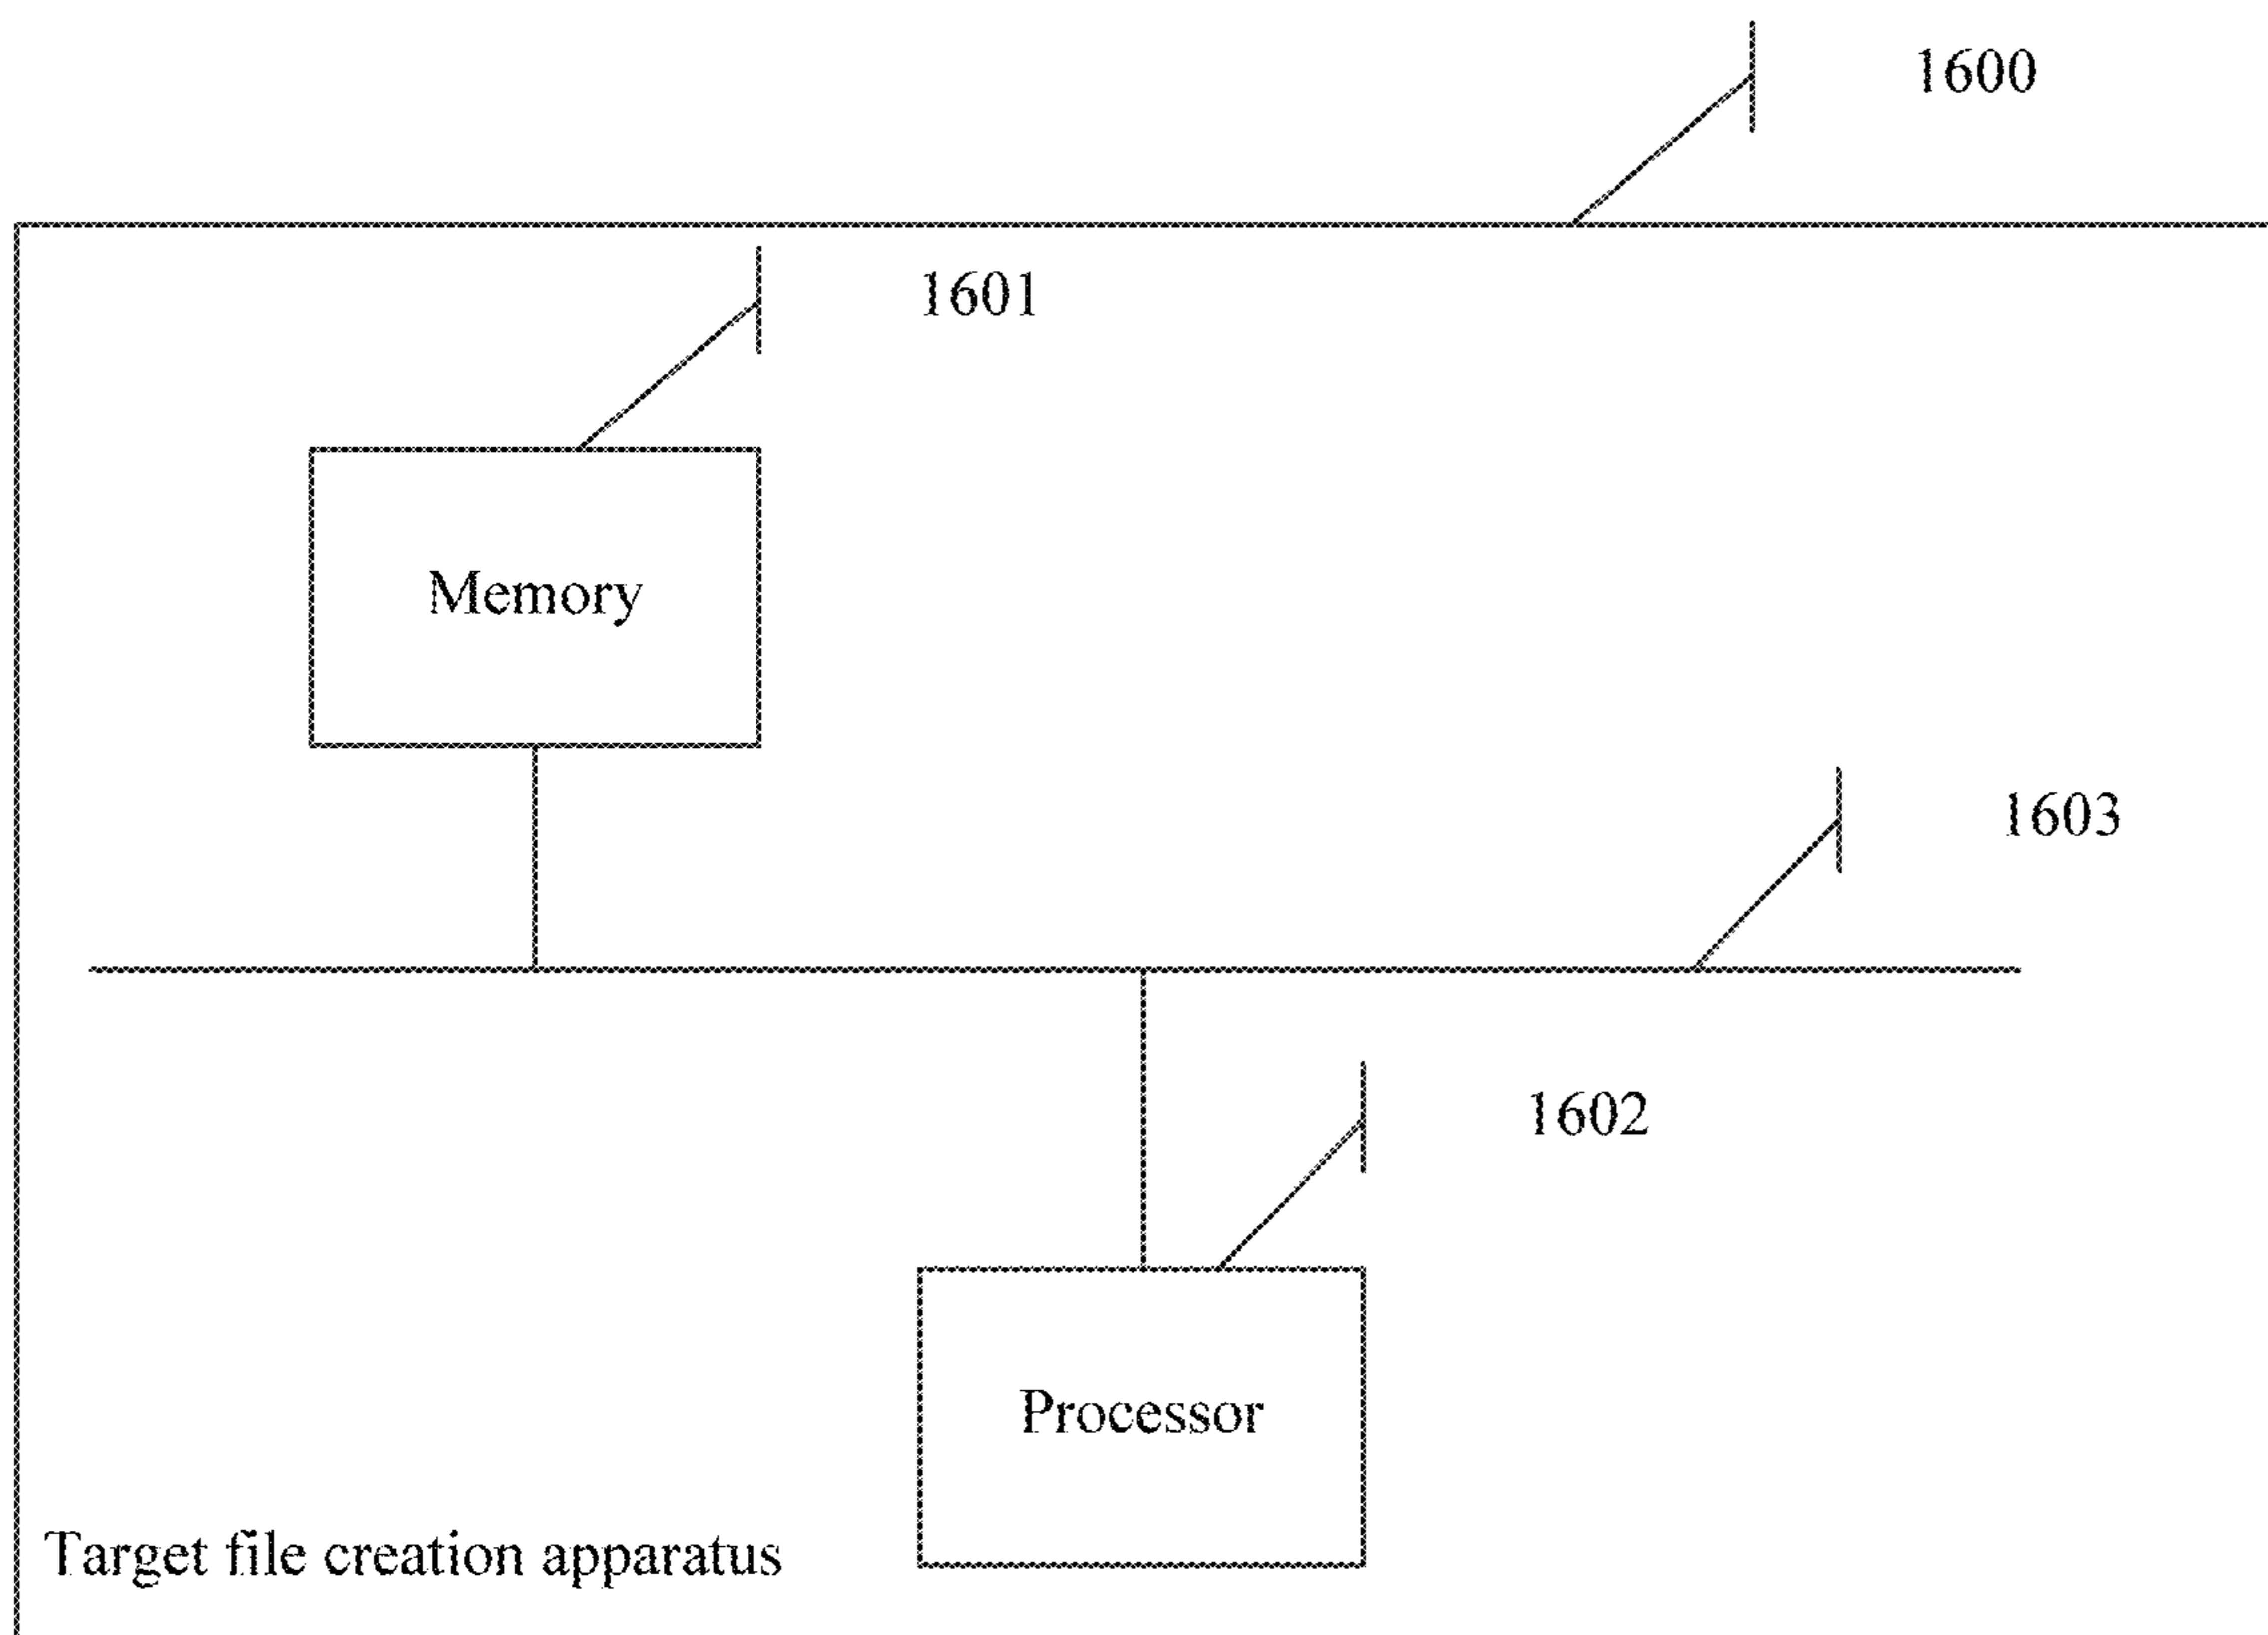 1600
1601
Memory
1603
1602
Processor
Target file creation apparatus